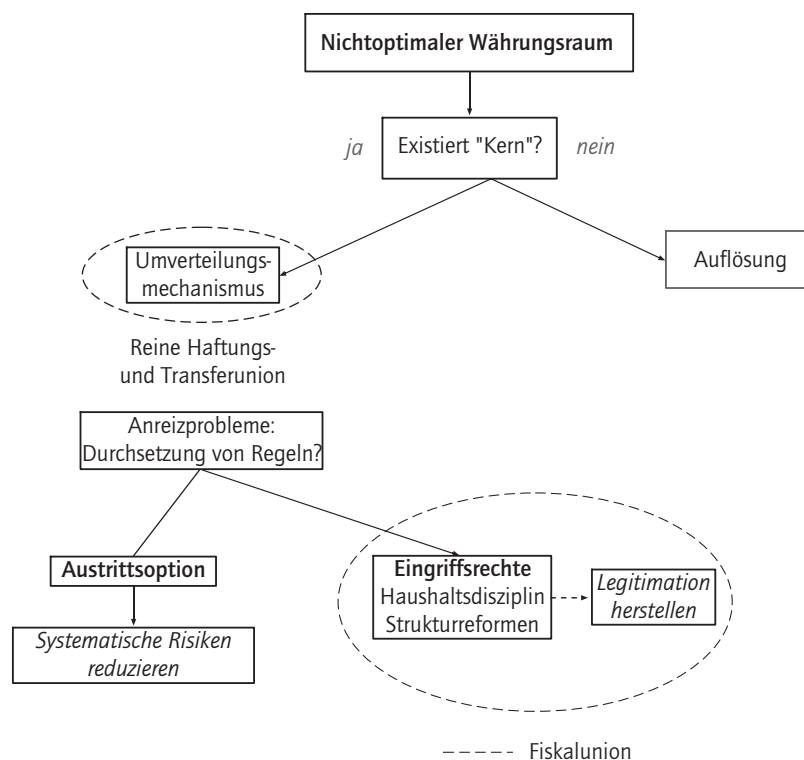 Nichtoptimaler Währungsraum
ja
Existiert "Kern"?
nein
Umverteilungs-
mechanismus
Auflösung
Reine Haftungs-
und Transferunion
Anreizprobleme:
Durchsetzung von Regeln?
Austrittsoption
Eingriffsrechte
Haushaltsdisziplin
Strukturreformen
Legitimation
herstellen
Systematische Risiken
reduzieren
Fiskalunion